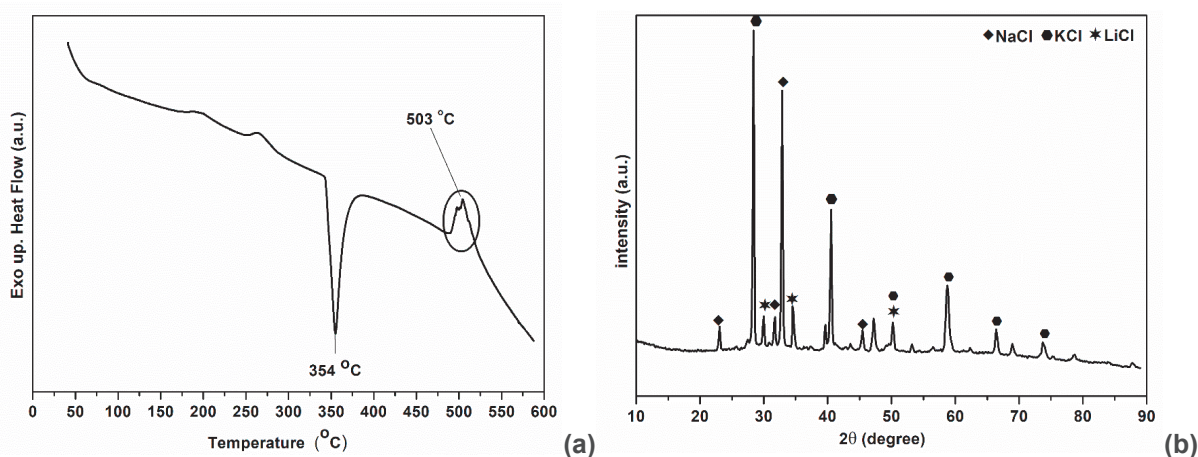 Exo up. Heat Flow (a.u.)
503 °C
354 °C
0 50 100 150 200 250 300 350 400 450 500 550 600
Temperature (°C)
(a)
intensity (a.u.)
NaCl KCl LiCl
10 20 30 40 50 60 70 80 90
2θ (degree)
(b)